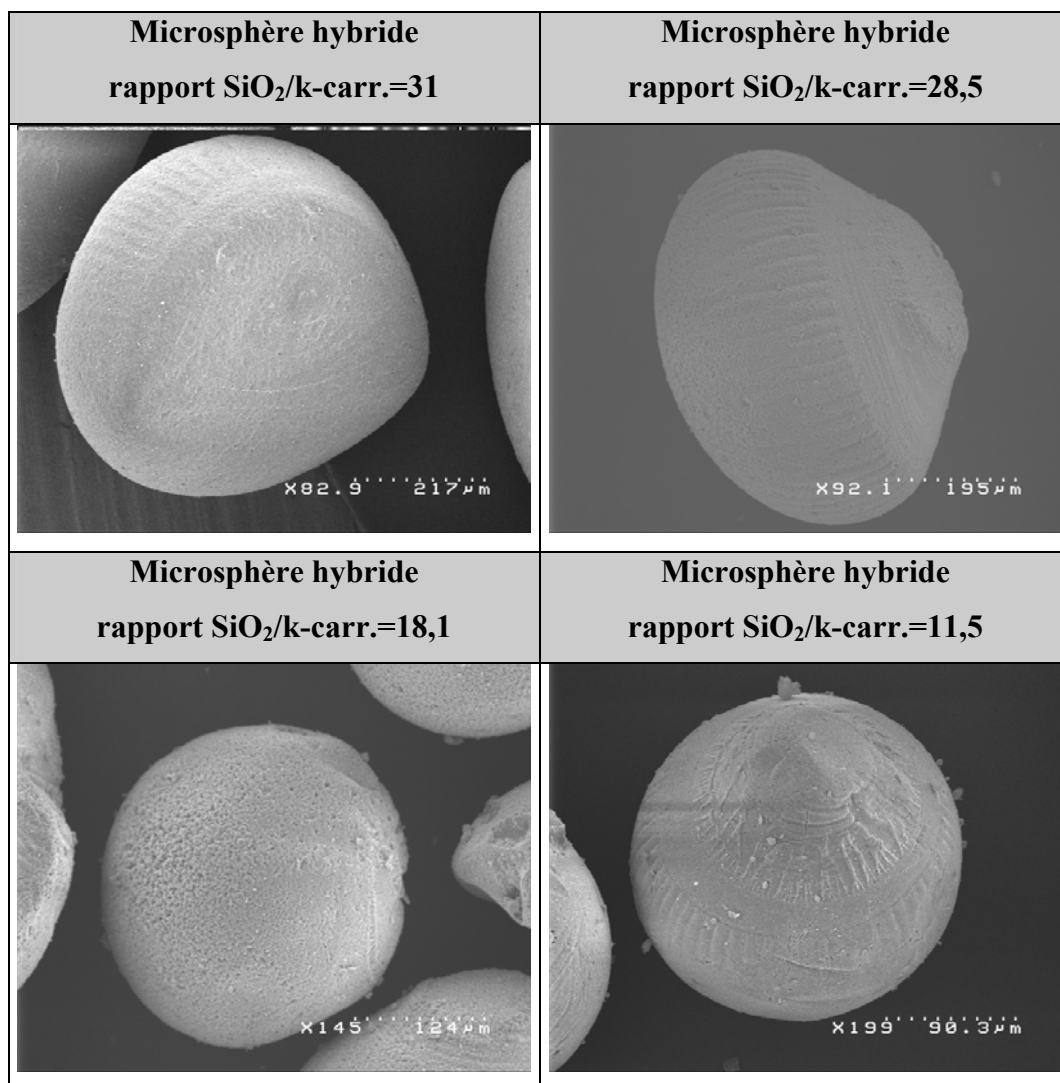 Microsphère hybride
rapport SiO₂/k-carr.=31
Microsphère hybride
rapport SiO₂/k-carr.=28,5
X82.9 217µm
X92.1 195µm
Microsphère hybride
rapport SiO₂/k-carr.=18,1
Microsphère hybride
rapport SiO₂/k-carr.=11,5
X145 124µm
X199 90.3µm